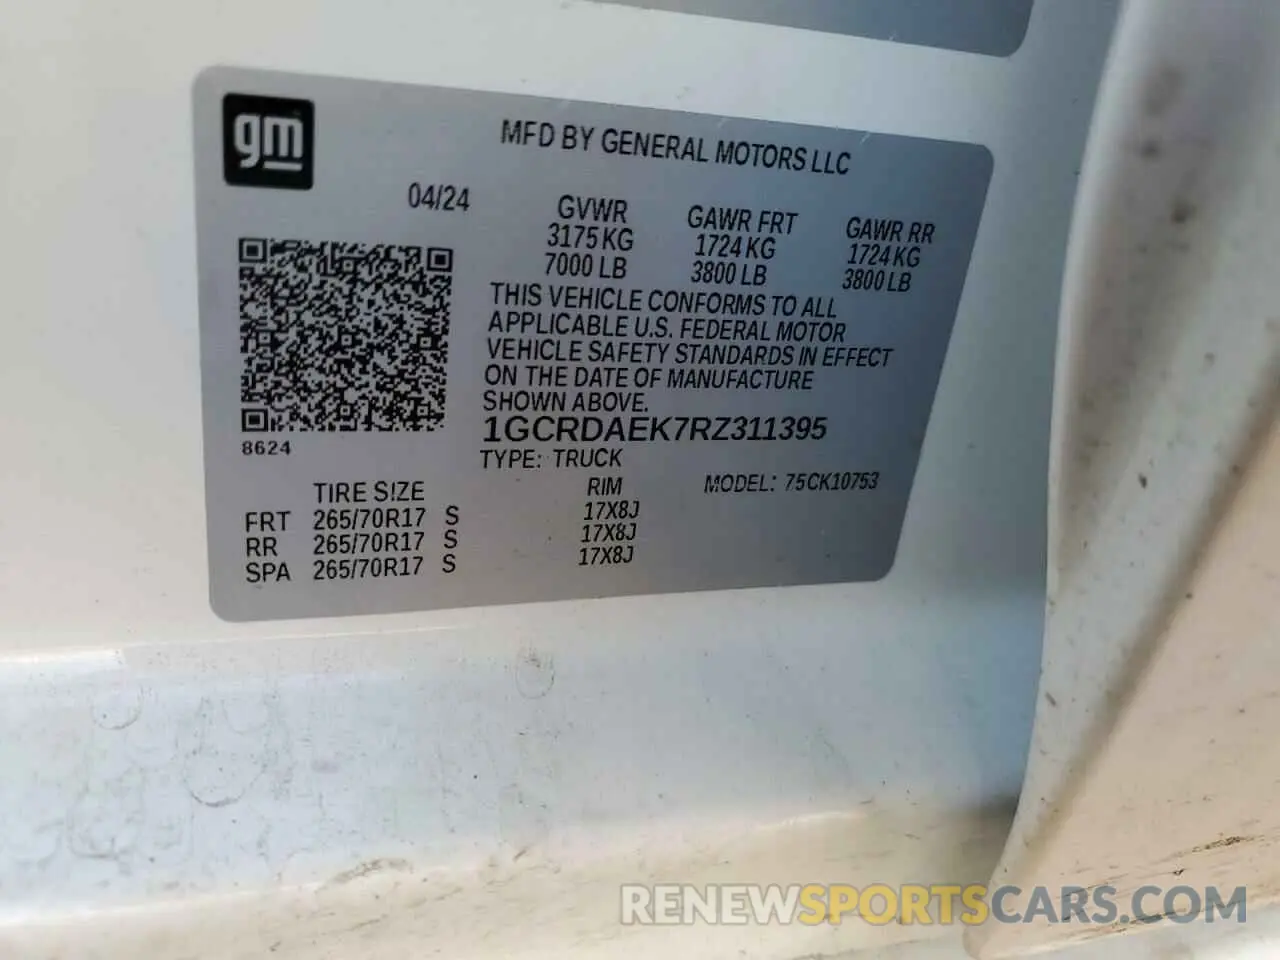 gm
MFD BY GENERAL MOTORS LLC
04/24
GVWR GAWR FRT GAWR RR
3175 KG 1724 KG 1724 KG
7000 LB 3800 LB 3800 LB
THIS VEHICLE CONFORMS TO ALL
APPLICABLE U.S. FEDERAL MOTOR
VEHICLE SAFETY STANDARDS IN EFFECT
ON THE DATE OF MANUFACTURE
SHOWN ABOVE.
8624
1GCRDAEK7RZ311395
TYPE: TRUCK
MODEL: 75CK10753
TIRE SIZE RIM
FRT 265/70R17 S 17X8J
RR 265/70R17 S 17X8J
SPA 265/70R17 S 17X8J
RENEWSPORTSCARS.COM